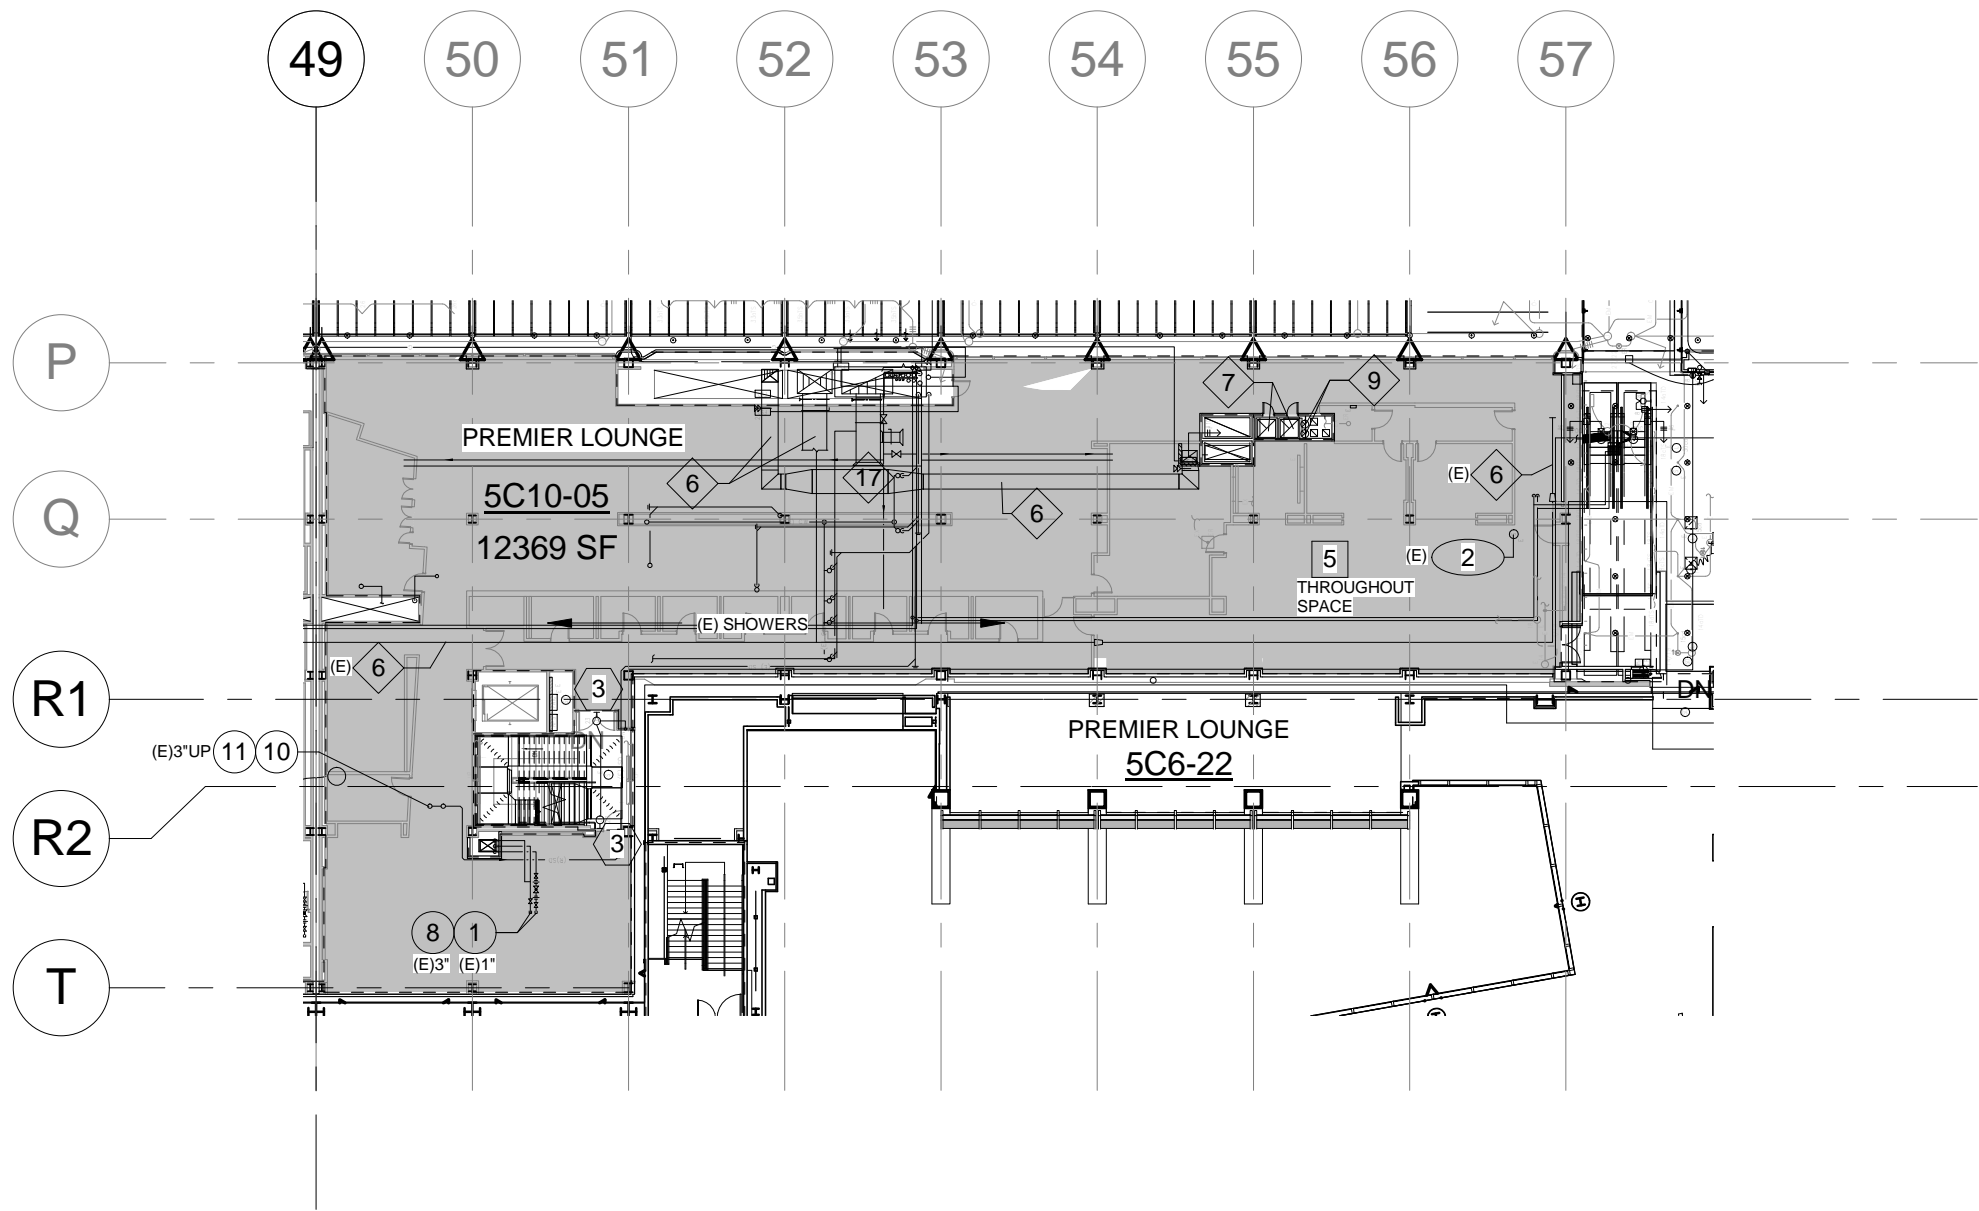 49 50 51 52 53 54 55 56 57
P
7 9
PREMIER LOUNGE
6 17 (E) 6
5C10-05
6
Q
12369 SF
5 (E) 2
THROUGHOUT
SPACE
(E) SHOWERS
(E) 6
3
R1
DN
PREMIER LOUNGE
DN
(E)3"UP 11 10
5C6-22
R2
3
8 1
(E)3" (E)1"
T